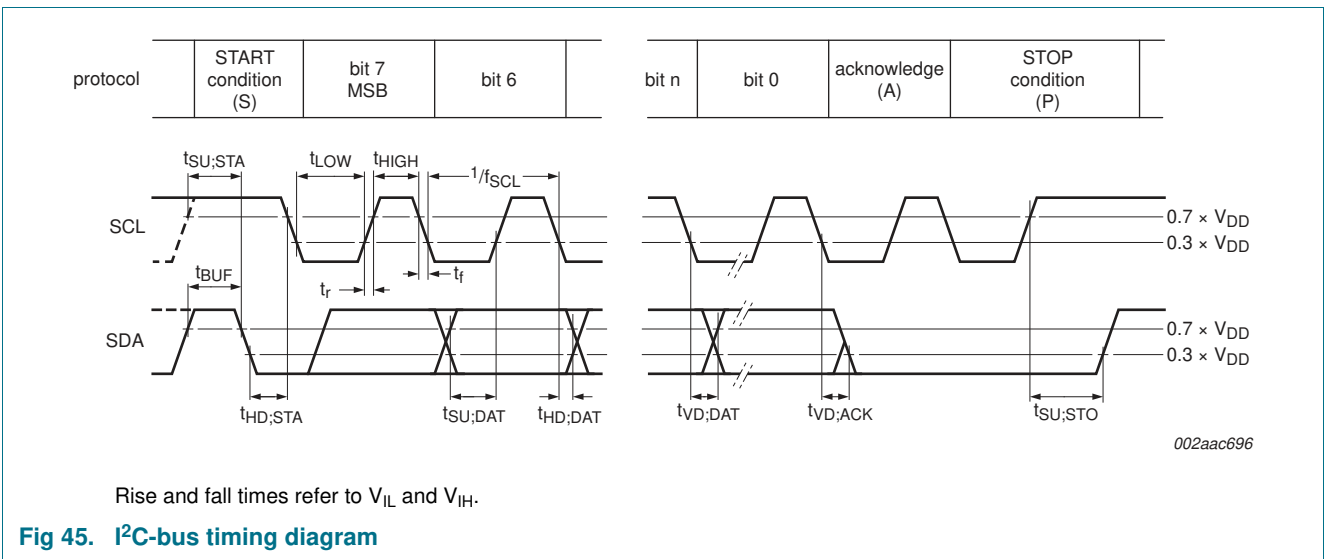 protocol
START
condition
(S)
bit 7
MSB
bit 6
bit n
bit 0
acknowledge
(A)
STOP
condition
(P)
tSU;STA
tLOW
tHIGH
1/fSCL
SCL
0.7 × VDD
0.3 × VDD
tBUF
tr
tf
SDA
0.7 × VDD
0.3 × VDD
tHD;STA
tSU;DAT
tHD;DAT
tVD;DAT
tVD;ACK
tSU;STO
002aac696
Rise and fall times refer to VIL and VIH.
Fig 45. I²C-bus timing diagram